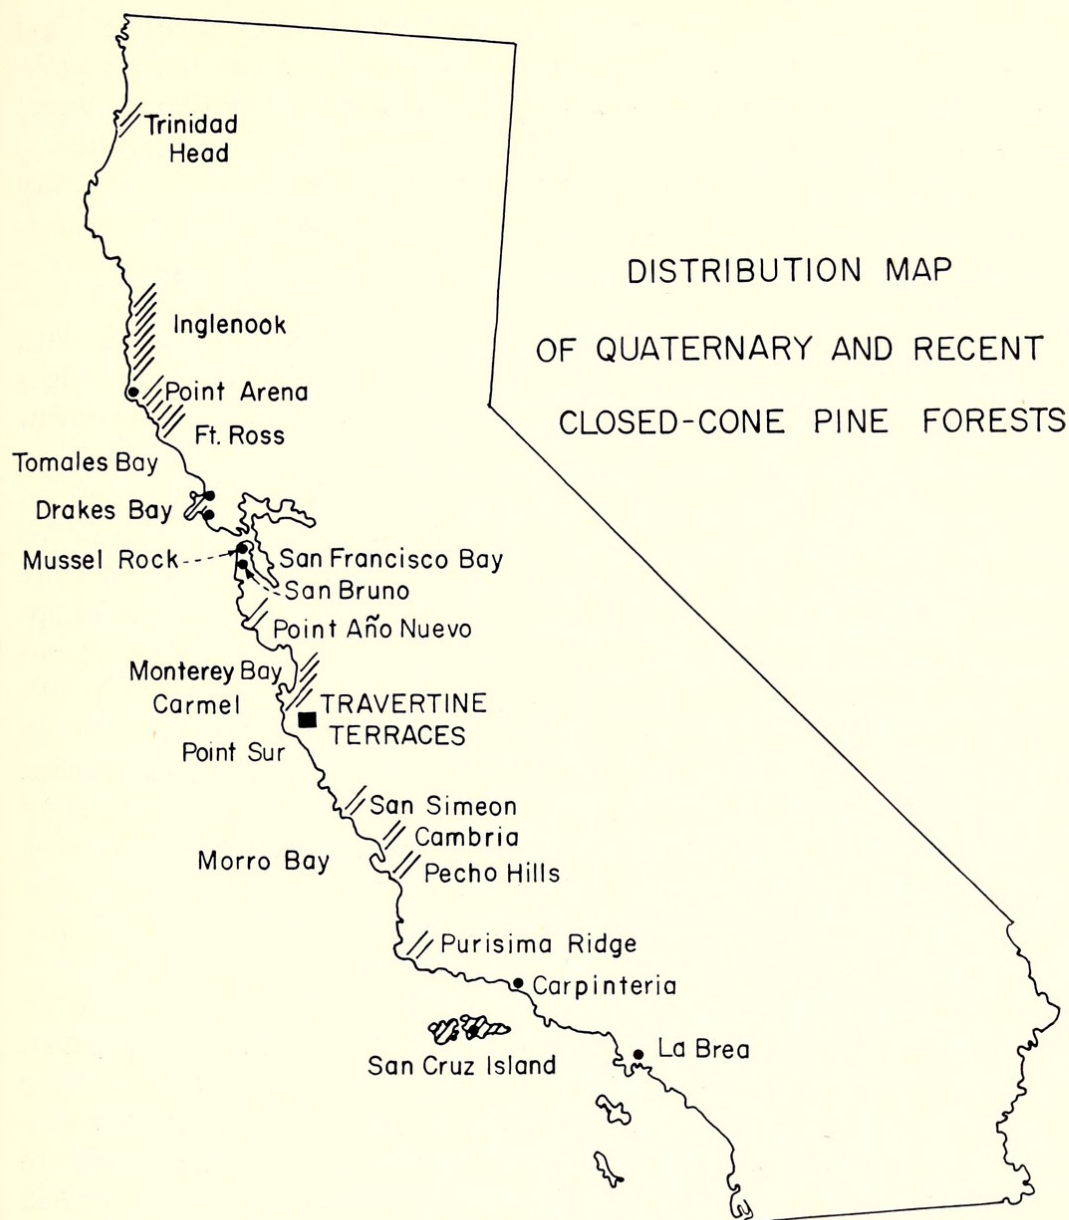 Trinidad
Head
DISTRIBUTION MAP
OF QUATERNARY AND RECENT
CLOSED-CONE PINE FORESTS
Inglenook
Point Arena
Ft. Ross
Tomales Bay
Drakes Bay
Mussel Rock
San Francisco Bay
San Bruno
Point Año Nuevo
Monterey Bay
Carmel
TRAVERTINE
TERRACES
Point Sur
San Simeon
Cambria
Morro Bay
Pecho Hills
Purisima Ridge
Carpinteria
San Cruz Island
La Brea